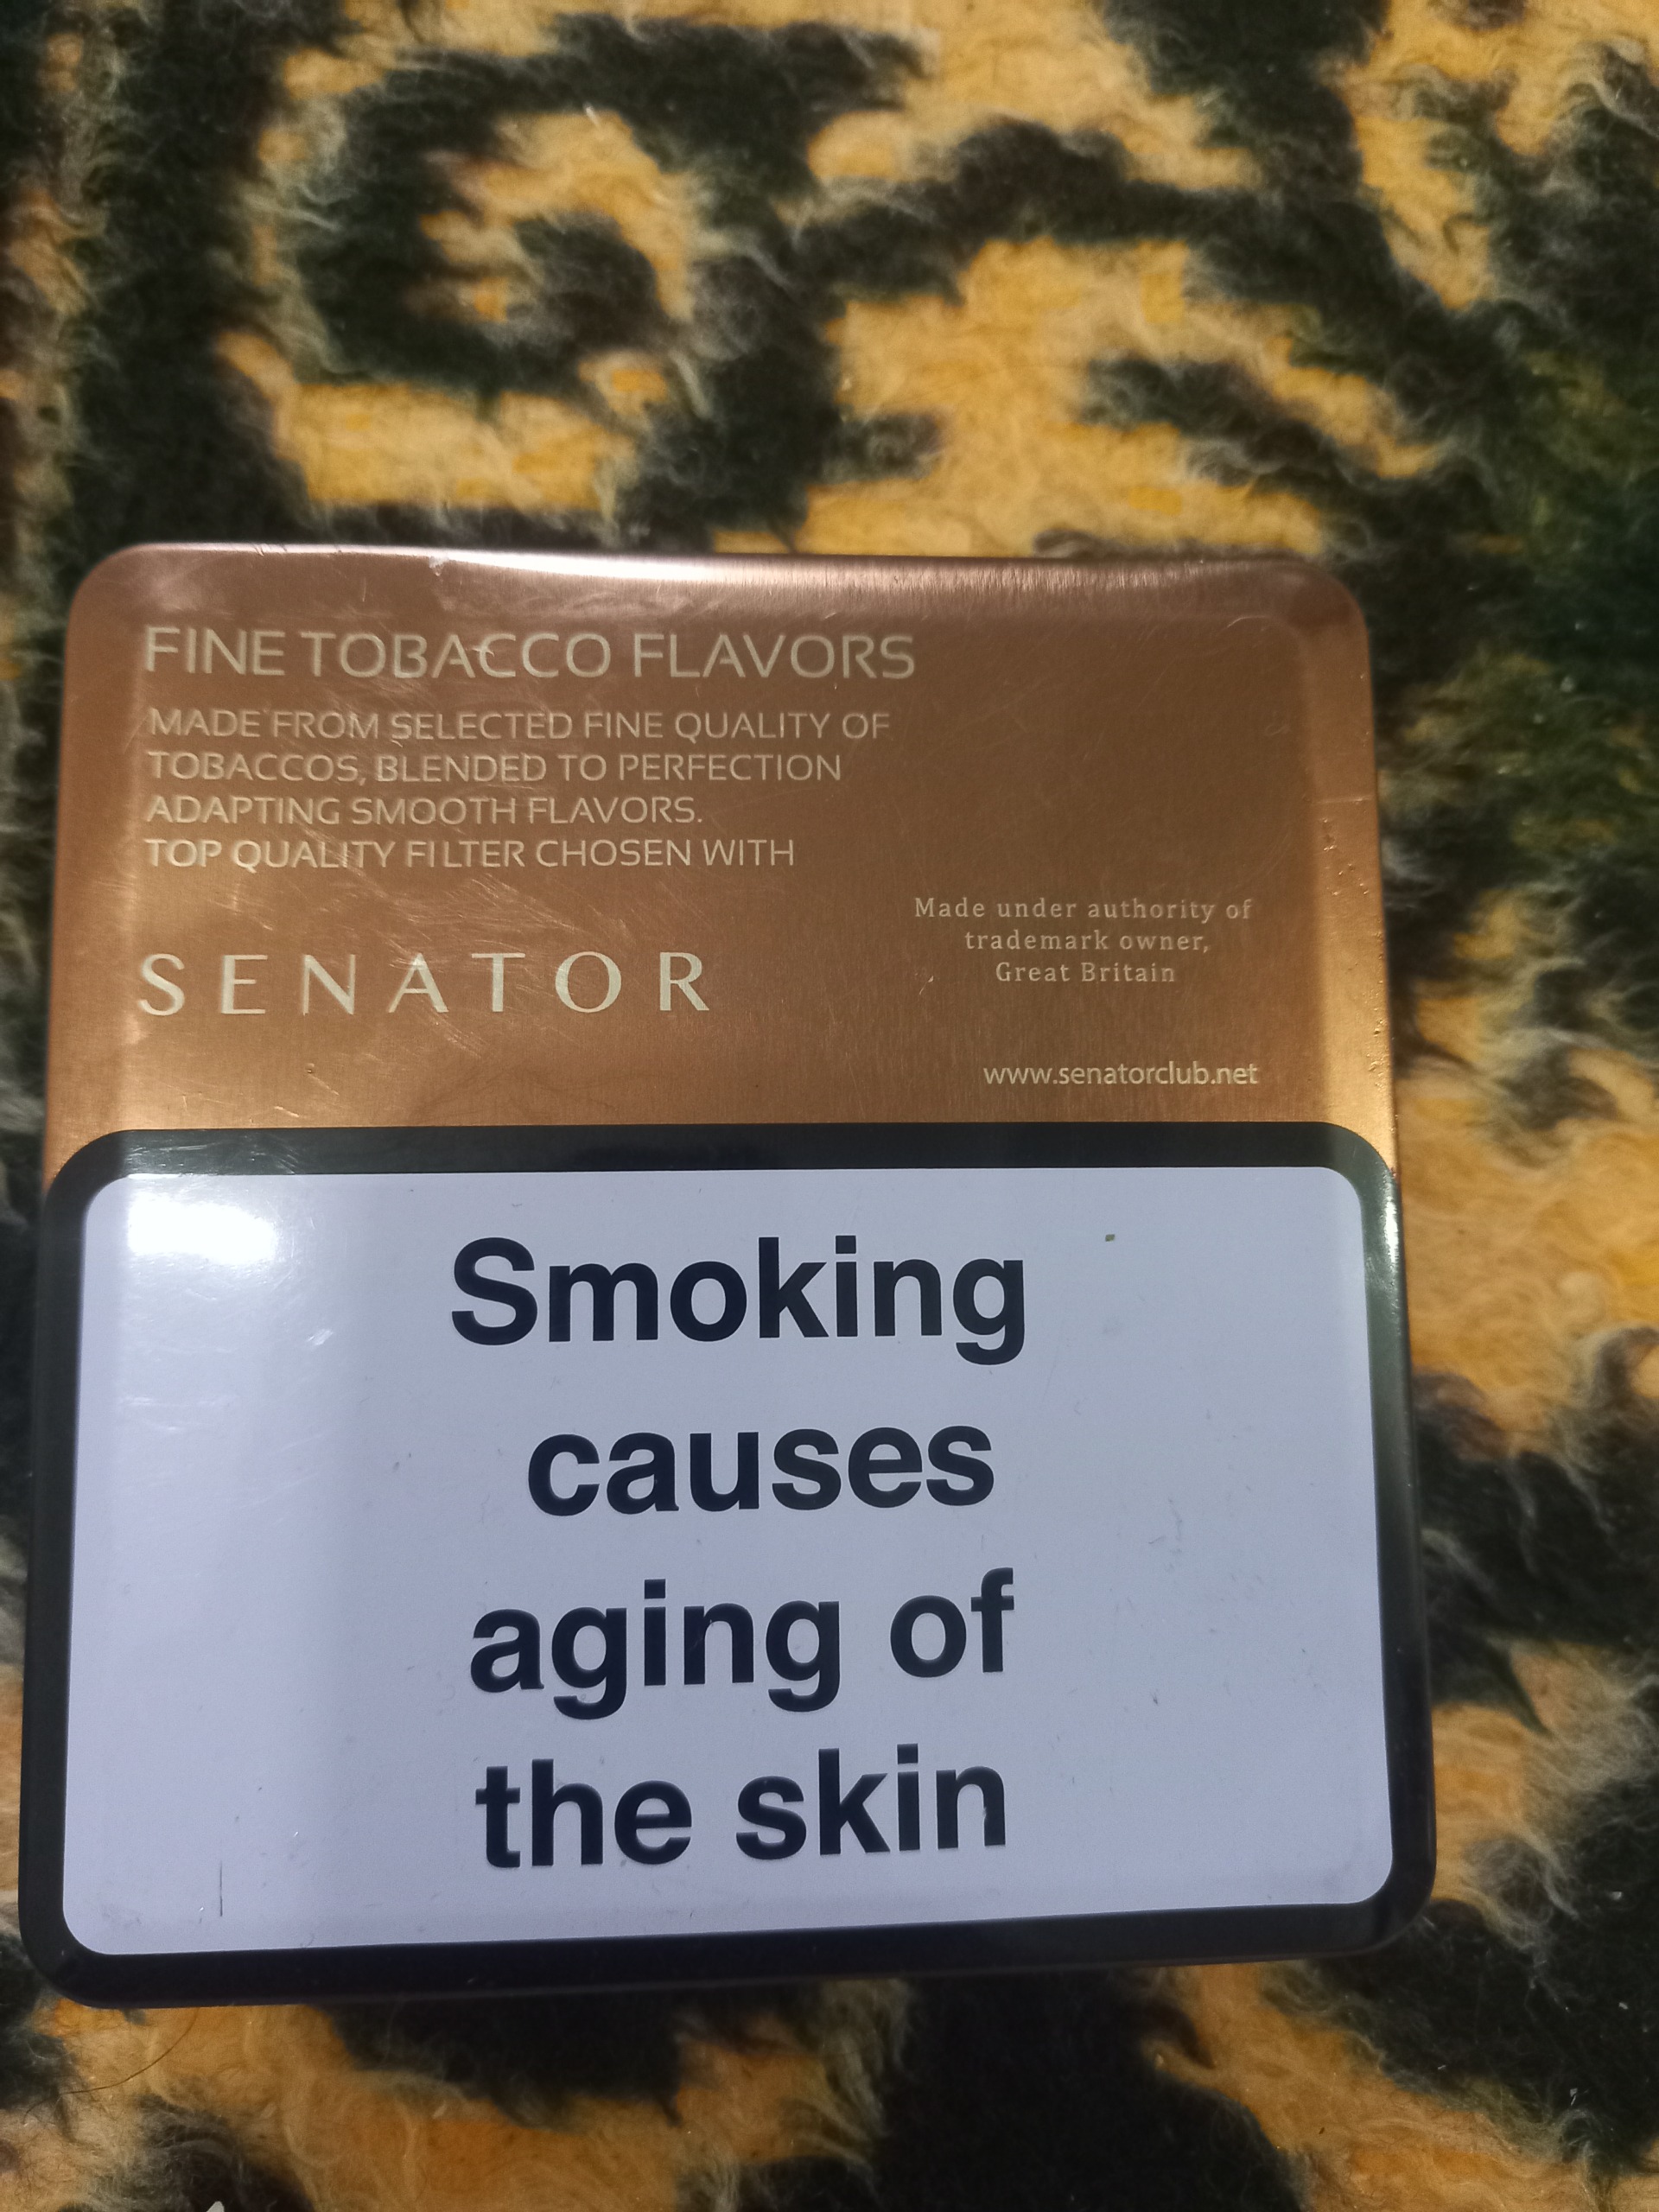 FINE TOBACCO FLAVORS
MADE FROM SELECTED FINE QUALITY OF
TOBACCOS, BLENDED TO PERFECTION
ADAPTING SMOOTH FLAVORS.
TOP QUALITY FILTER CHOSEN WITH
SENATOR
Made under authority of
trademark owner,
Great Britain
www.senatorclub.net
Smoking
causes
aging of
the skin